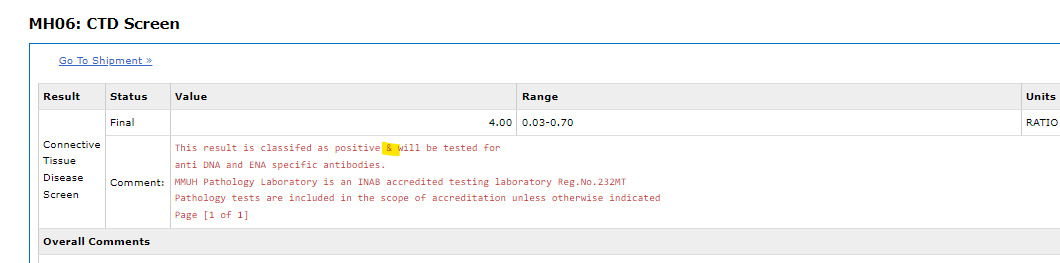 MH06: CTD Screen
Go To Shipment »
Result Status Value Range Units
Final 4.00 0.03-0.70 RATIO
Connective Tissue Disease Screen
Comment:
This result is classifed as positive & will be tested for
anti DNA and ENA specific antibodies.
MMUH Pathology Laboratory is an INAB accredited testing laboratory Reg.No.232MT
Pathology tests are included in the scope of accreditation unless otherwise indicated
Page [1 of 1]
Overall Comments